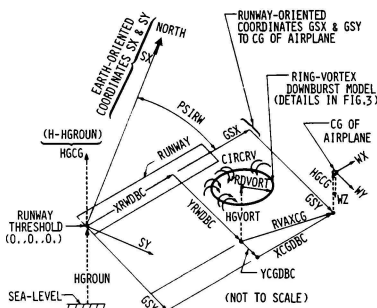 RUNWAY-ORIENTED
COORDINATES GSX & GSY
TO CG OF AIRPLANE
EARTH-ORIENTED
COORDINATES SX & SY
NORTH
SX
RING-VORTEX
DOWNBURST MODEL
(DETAILS IN FIG.3)
PSIRW
CG OF
AIRPLANE
(H-HGROUN)
HGCG
RUNWAY
GSX
CIRCRV
RDVORT
WX
HGCG
WY
WZ
XRWDBC
YRWDBC
HGVORT
GSY
RVAXCG
XCGDBC
RUNWAY
THRESHOLD
(0.,0.,0.)
SY
YCGDBC
HGROUN
(NOT TO SCALE)
SEA-LEVEL
GSY